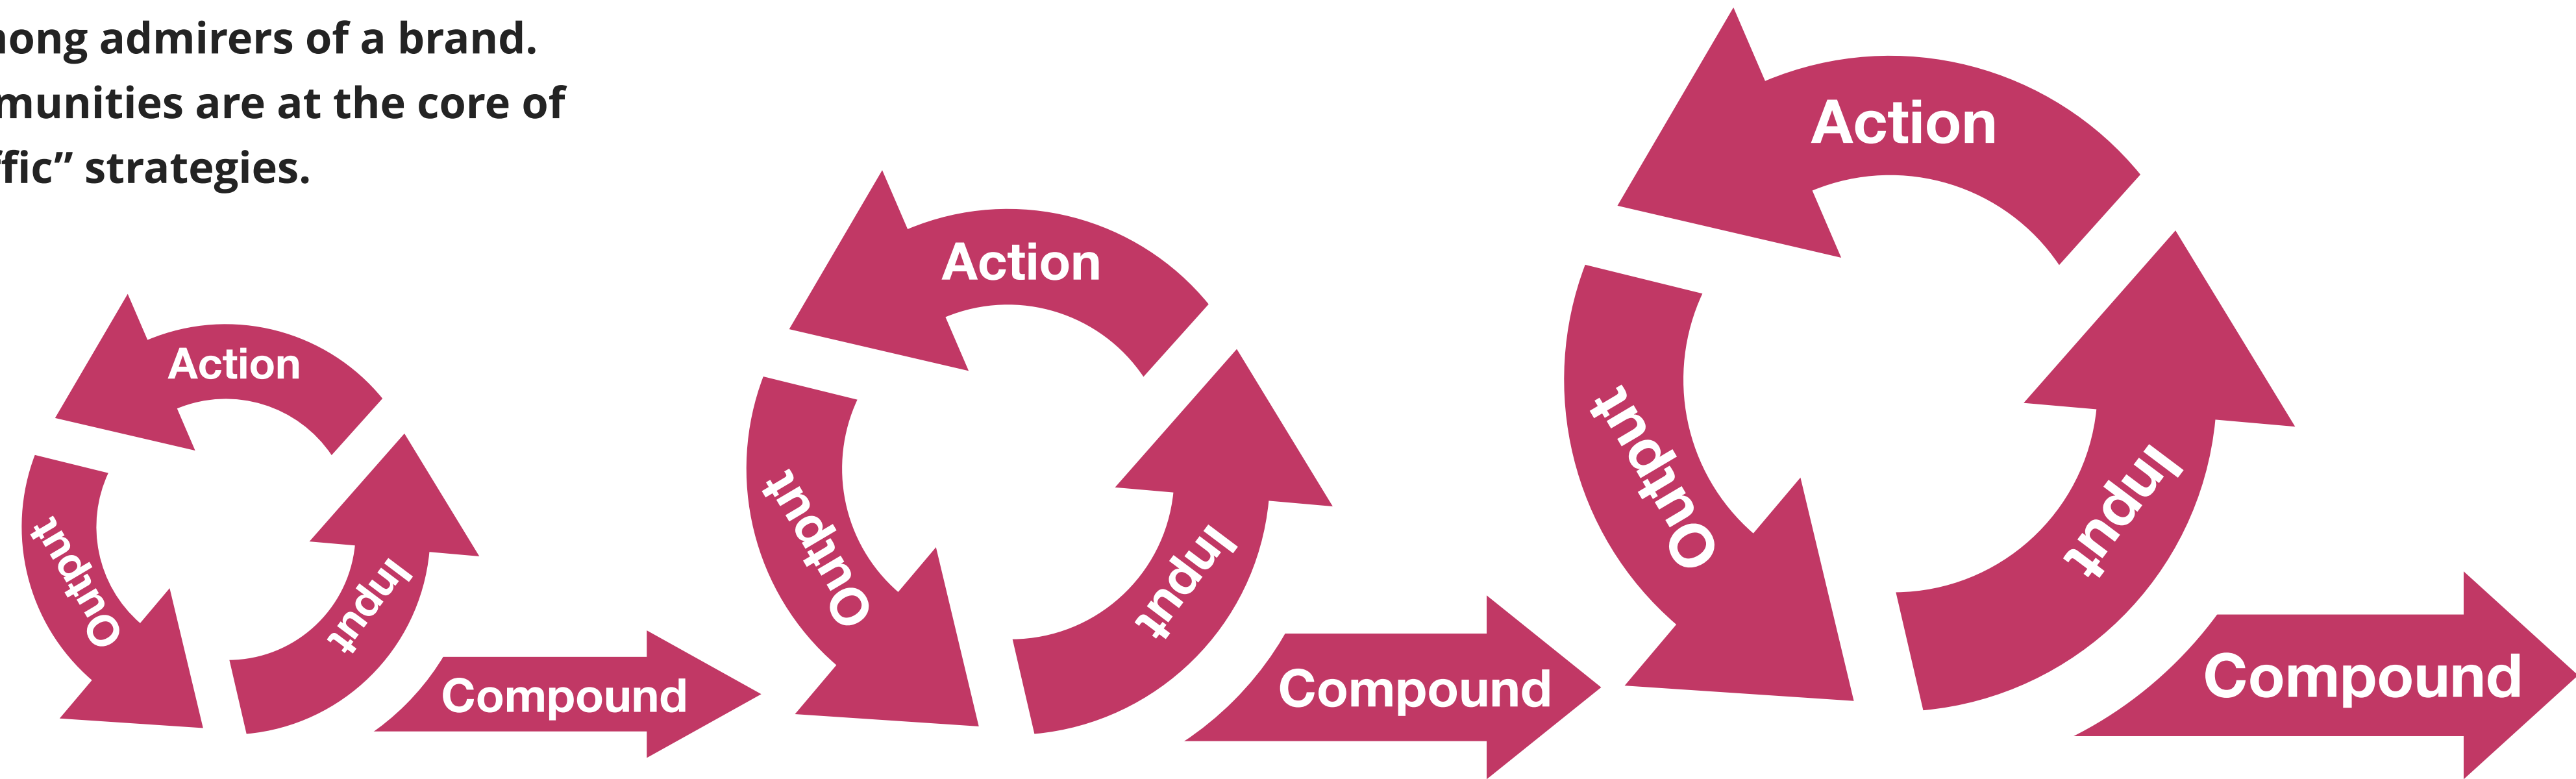 ong admirers of a brand.
munities are at the core of
ffic” strategies.
Action
Output
Input
Compound
Action
Output
Input
Compound
Action
Output
Input
Compound